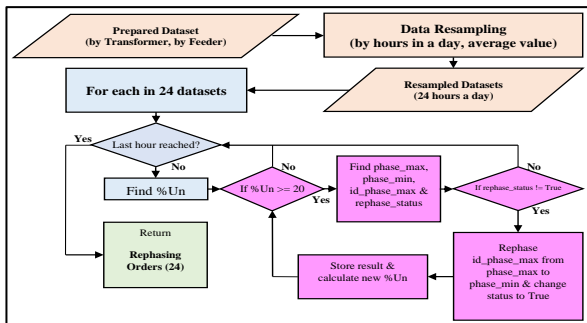 Prepared Dataset
(by Transformer, by Feeder)
Data Resampling
(by hours in a day, average value)
Resampled Datasets
(24 hours a day)
For each in 24 datasets
Yes
Last hour reached?
No
Find %Un
No
If %Un >= 20
Yes
Find phase_max,
phase_min,
id_phase_max &
rephase_status
No
If rephase_status != True
Yes
Rephase
id_phase_max from
phase_max to
phase_min & change
status to True
Store result &
calculate new %Un
Return
Rephasing
Orders (24)